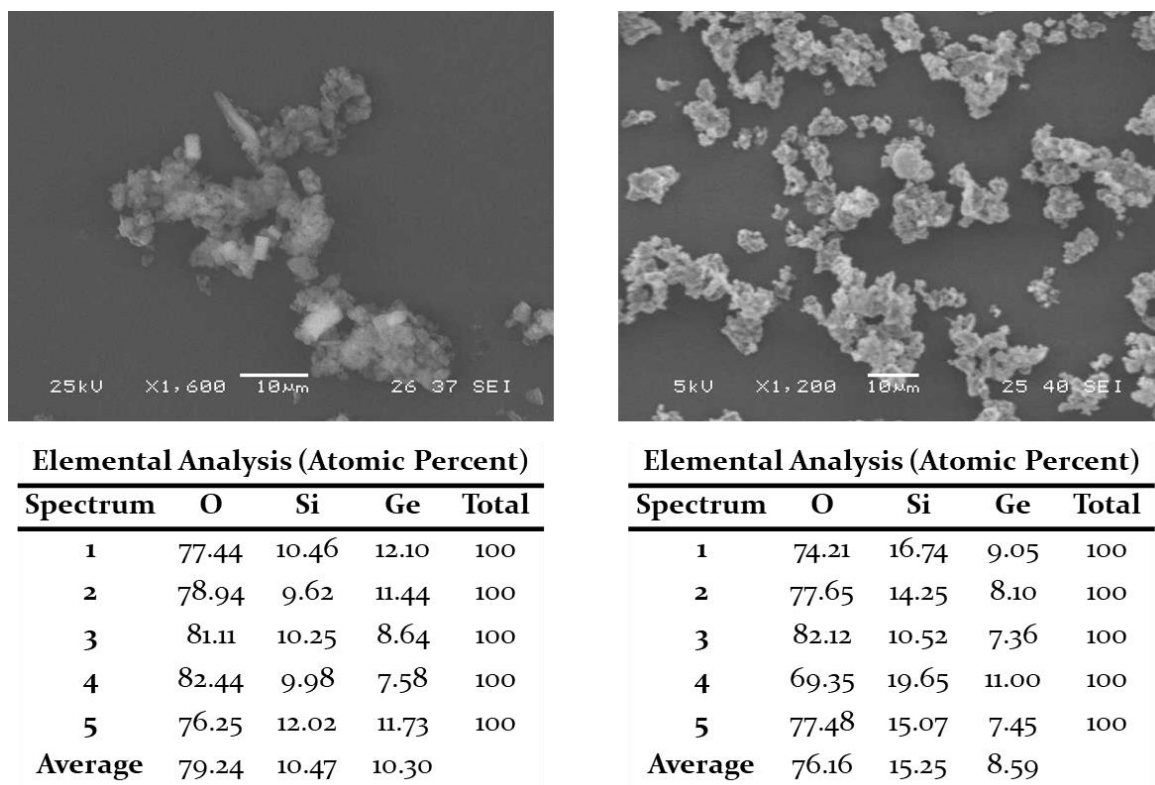 25kV X1,600 10μm 26 37 SEI
5kV X1,200 10μm 25 40 SEI
Elemental Analysis (Atomic Percent)
Spectrum O Si Ge Total
1 77.44 10.46 12.10 100
2 78.94 9.62 11.44 100
3 81.11 10.25 8.64 100
4 82.44 9.98 7.58 100
5 76.25 12.02 11.73 100
Average 79.24 10.47 10.30
Elemental Analysis (Atomic Percent)
Spectrum O Si Ge Total
1 74.21 16.74 9.05 100
2 77.65 14.25 8.10 100
3 82.12 10.52 7.36 100
4 69.35 19.65 11.00 100
5 77.48 15.07 7.45 100
Average 76.16 15.25 8.59